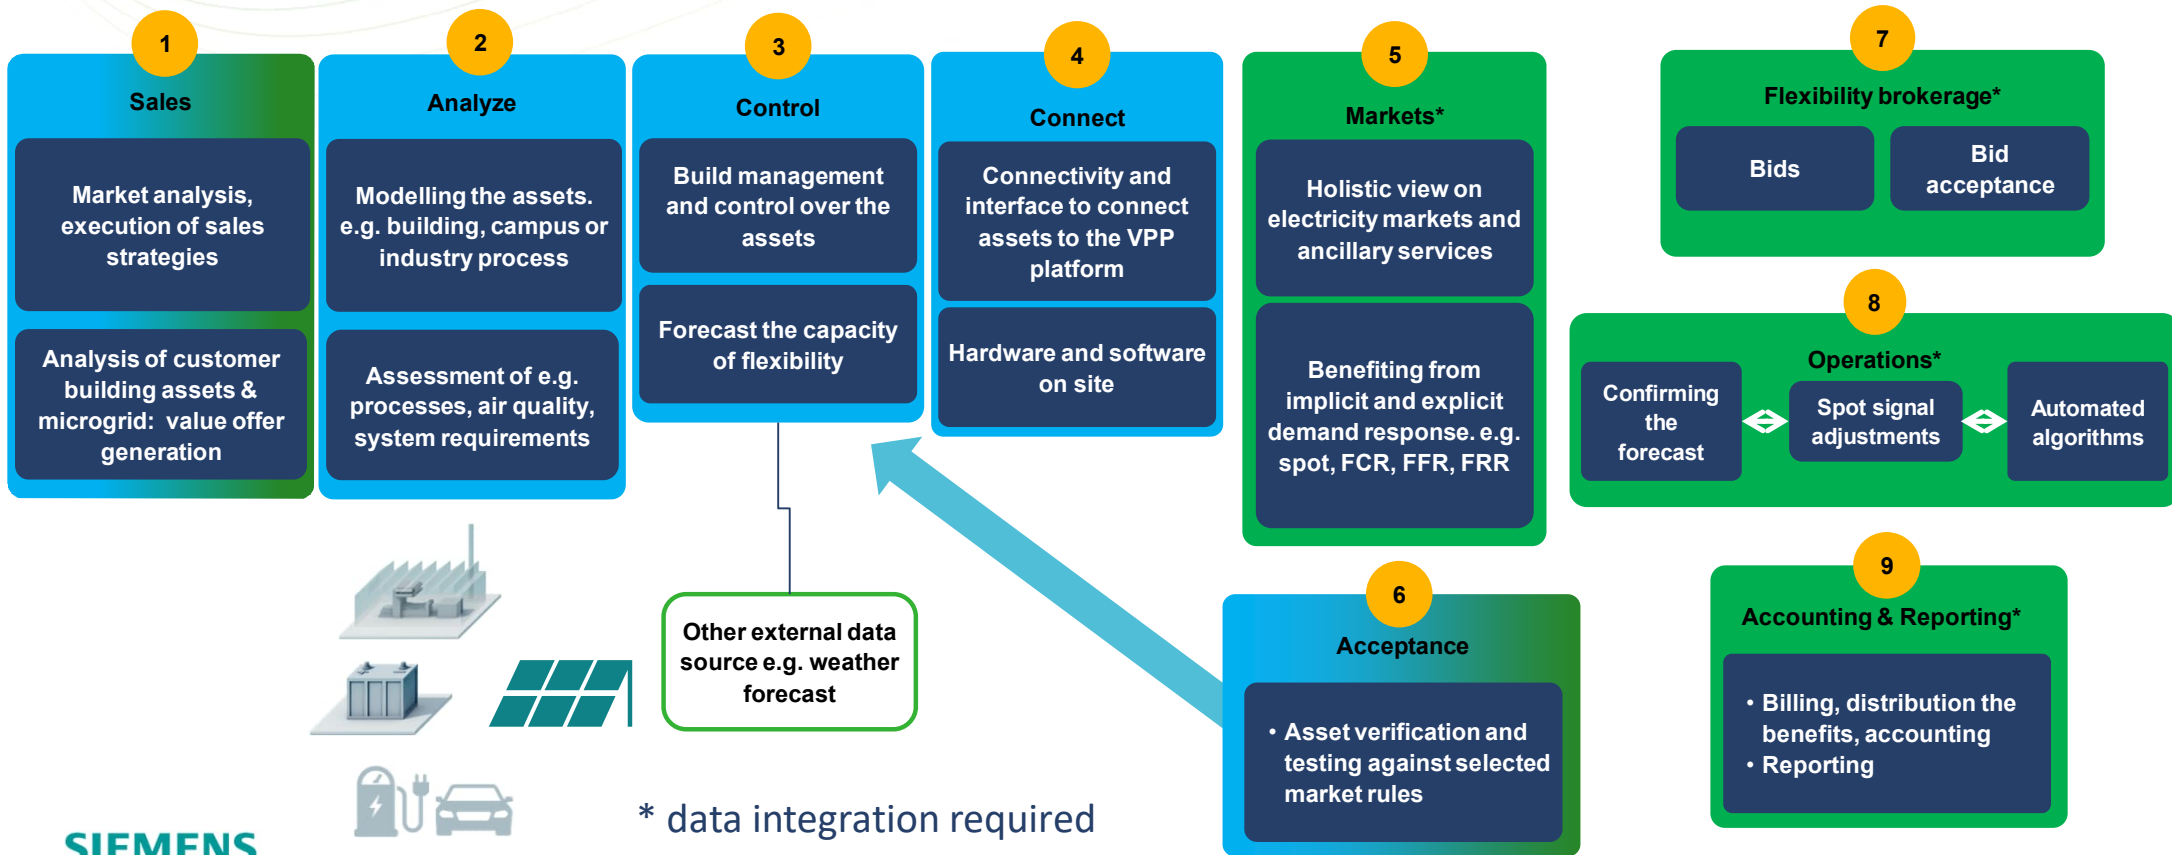 1
Sales
Market analysis,
execution of sales
strategies
Analysis of customer
building assets &
microgrid: value offer
generation
2
Analyze
Modelling the assets.
e.g. building, campus or
industry process
Assessment of e.g.
processes, air quality,
system requirements
3
Control
Build management
and control over the
assets
Forecast the capacity
of flexibility
Other external data
source e.g. weather
forecast
4
Connect
Connectivity and
interface to connect
assets to the VPP
platform
Hardware and software
on site
5
Markets*
Holistic view on
electricity markets and
ancillary services
Benefiting from
implicit and explicit
demand response. e.g.
spot, FCR, FFR, FRR
6
Acceptance
• Asset verification and
testing against selected
market rules
7
Flexibility brokerage*
Bids
Bid
acceptance
8
Operations*
Confirming
the
forecast
Spot signal
adjustments
Automated
algorithms
9
Accounting & Reporting*
• Billing, distribution the
benefits, accounting
• Reporting
* data integration required
SIEMENS